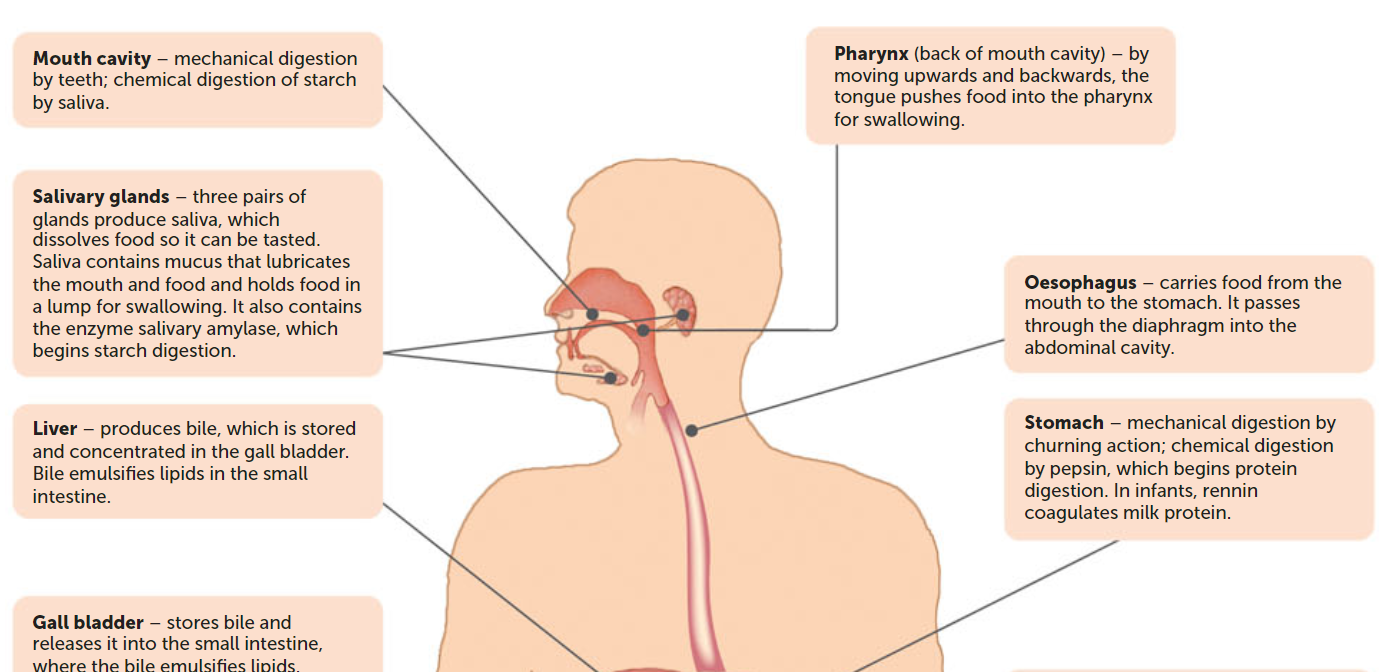 Mouth cavity – mechanical digestion
by teeth; chemical digestion of starch
by saliva.
Pharynx (back of mouth cavity) – by
moving upwards and backwards, the
tongue pushes food into the pharynx
for swallowing.
Salivary glands – three pairs of
glands produce saliva, which
dissolves food so it can be tasted.
Saliva contains mucus that lubricates
the mouth and food and holds food in
a lump for swallowing. It also contains
the enzyme salivary amylase, which
begins starch digestion.
Oesophagus – carries food from the
mouth to the stomach. It passes
through the diaphragm into the
abdominal cavity.
Liver – produces bile, which is stored
and concentrated in the gall bladder.
Bile emulsifies lipids in the small
intestine.
Stomach – mechanical digestion by
churning action; chemical digestion
by pepsin, which begins protein
digestion. In infants, rennin
coagulates milk protein.
Gall bladder – stores bile and
releases it into the small intestine,
where the bile emulsifies lipids.